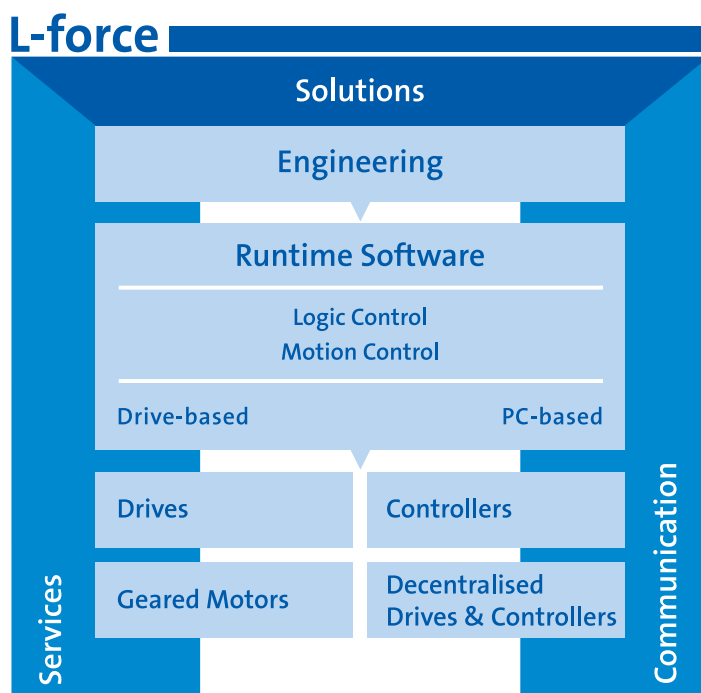 L-force
Solutions
Engineering
Runtime Software
Logic Control
Motion Control
Drive-based
PC-based
Drives
Controllers
Geared Motors
Decentralised
Drives & Controllers
Services
Communication